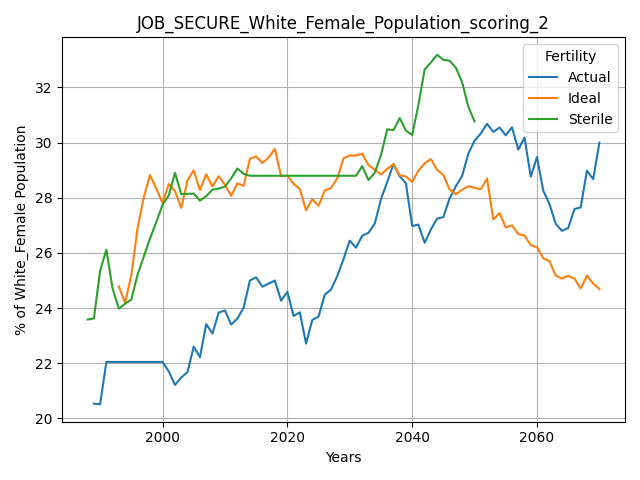 JOB_SECURE_White_Female_Population_scoring_2
Fertility
Actual
Ideal
Sterile
% of White_Female Population
32
30
28
26
24
22
20
2000 2020 2040 2060
Years